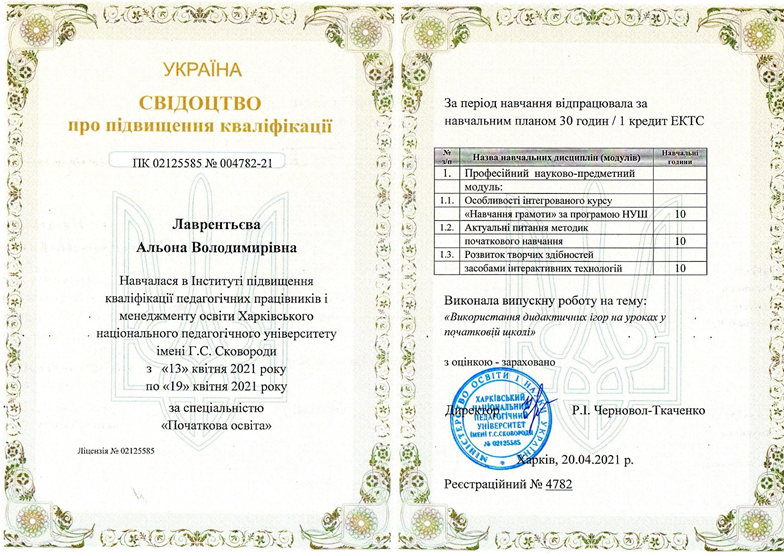 УКРАЇНА
СВІДОЦТВО
про підвищення кваліфікації
ПК 02125585 № 004782-21
Лаврентьєва
Альона Володимирівна
Навчалася в Інституті підвищення
кваліфікації педагогічних працівників і
менеджменту освіти Харківського
національного педагогічного університету
імені Г.С. Сковороди
з «13» квітня 2021 року
по «19» квітня 2021 року
за спеціальністю
«Початкова освіта»
Ліцензія № 02125585
За період навчання відпрацювала за
навчальним планом 30 годин / 1 кредит ЕКТС
№ з/п Назва навчальних дисциплін (модулів) Навчальні години
1. Професійний науково-предметний
модуль:
1.1. Особливості інтегрованого курсу
«Навчання грамоти» за програмою НУШ 10
1.2. Актуальні питання методик
початкового навчання 10
1.3. Розвиток творчих здібностей
засобами інтерактивних технологій 10
Виконала випускну роботу на тему:
«Використання дидактичних ігор на уроках у
початковій школі»
з оцінкою - зараховано
МІНІСТЕРСТВО ОСВІТИ І НАУКИ УКРАЇНИ
ХАРКІВСЬКИЙ
НАЦІОНАЛЬНИЙ
ПЕДАГОГІЧНИЙ
УНІВЕРСИТЕТ
ІМЕНІ Г.С.СКОВОРОДИ
№ 02125585
Директор Р.І. Черновол-Ткаченко
Харків, 20.04.2021 р.
Реєстраційний № 4782